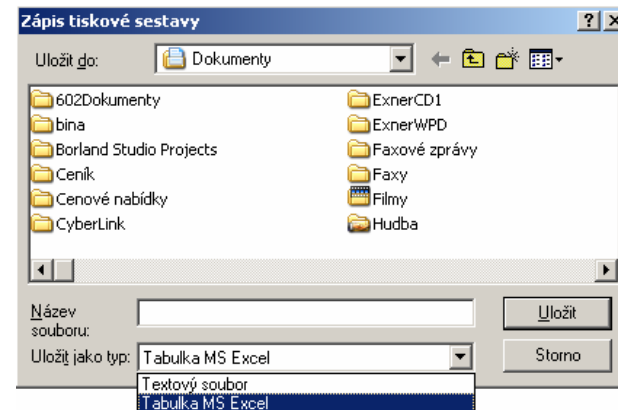 Zápis tiskové sestavy
Uložit do: Dokumenty
602Dokumenty
bina
Borland Studio Projects
Ceník
Cenové nabídky
CyberLink
ExnerCD1
ExnerWPD
Faxové zprávy
Faxy
Filmy
Hudba
Název souboru:
Uložit
Uložit jako typ: Tabulka MS Excel
Storno
Textový soubor
Tabulka MS Excel